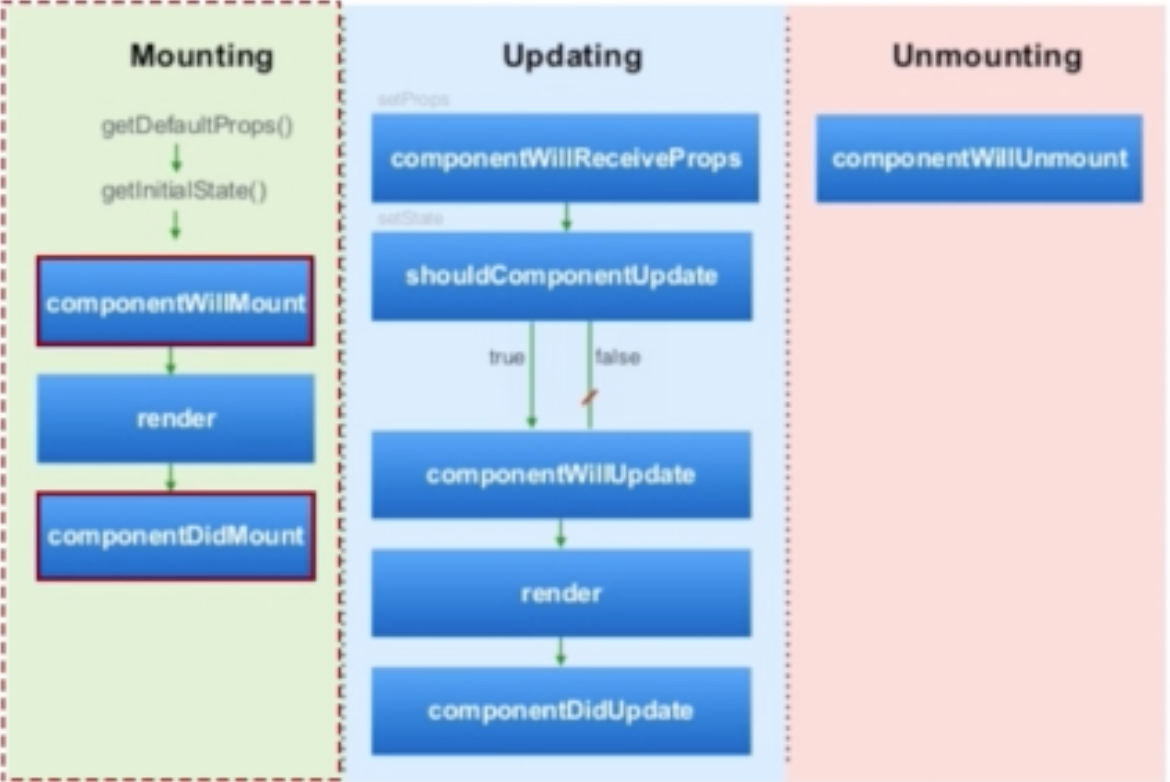 Mounting
getDefaultProps()
getInitialState()
componentWillMount
render
componentDidMount
Updating
setProps
componentWillReceiveProps
setState
shouldComponentUpdate
true
false
componentWillUpdate
render
componentDidUpdate
Unmounting
componentWillUnmount